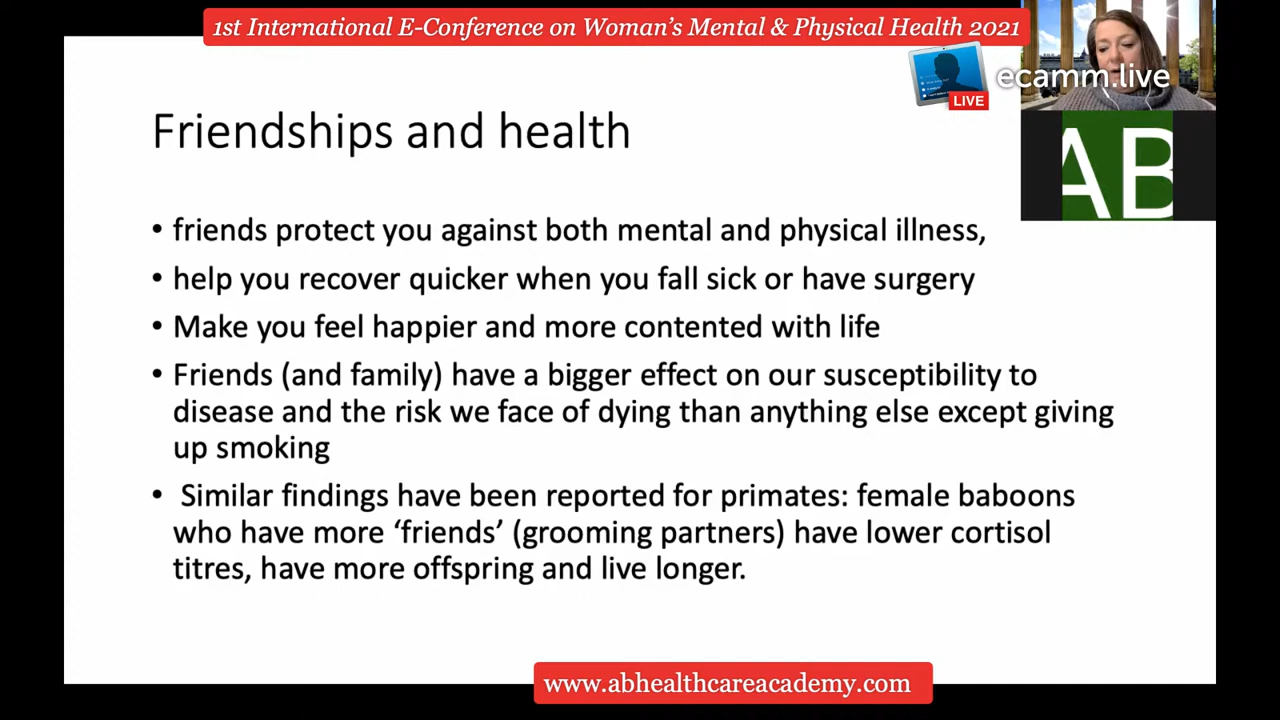 1st International E-Conference on Woman's Mental & Physical Health 2021
ecamm.live
LIVE
AB
Friendships and health
• friends protect you against both mental and physical illness,
• help you recover quicker when you fall sick or have surgery
• Make you feel happier and more contented with life
• Friends (and family) have a bigger effect on our susceptibility to
disease and the risk we face of dying than anything else except giving
up smoking
• Similar findings have been reported for primates: female baboons
who have more ‘friends’ (grooming partners) have lower cortisol
titres, have more offspring and live longer.
www.abhealthcareacademy.com